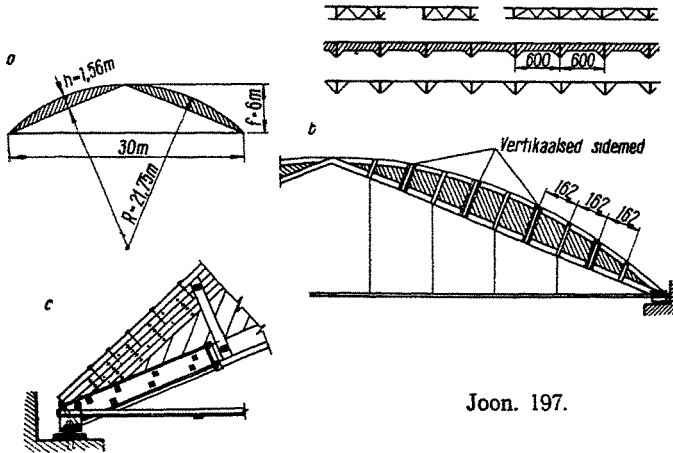 a
h=1,56m
f=6m
30m
R=21,75m
600 600
b
Vertikaalsed sidemed
162 162 162
c
Joon. 197.